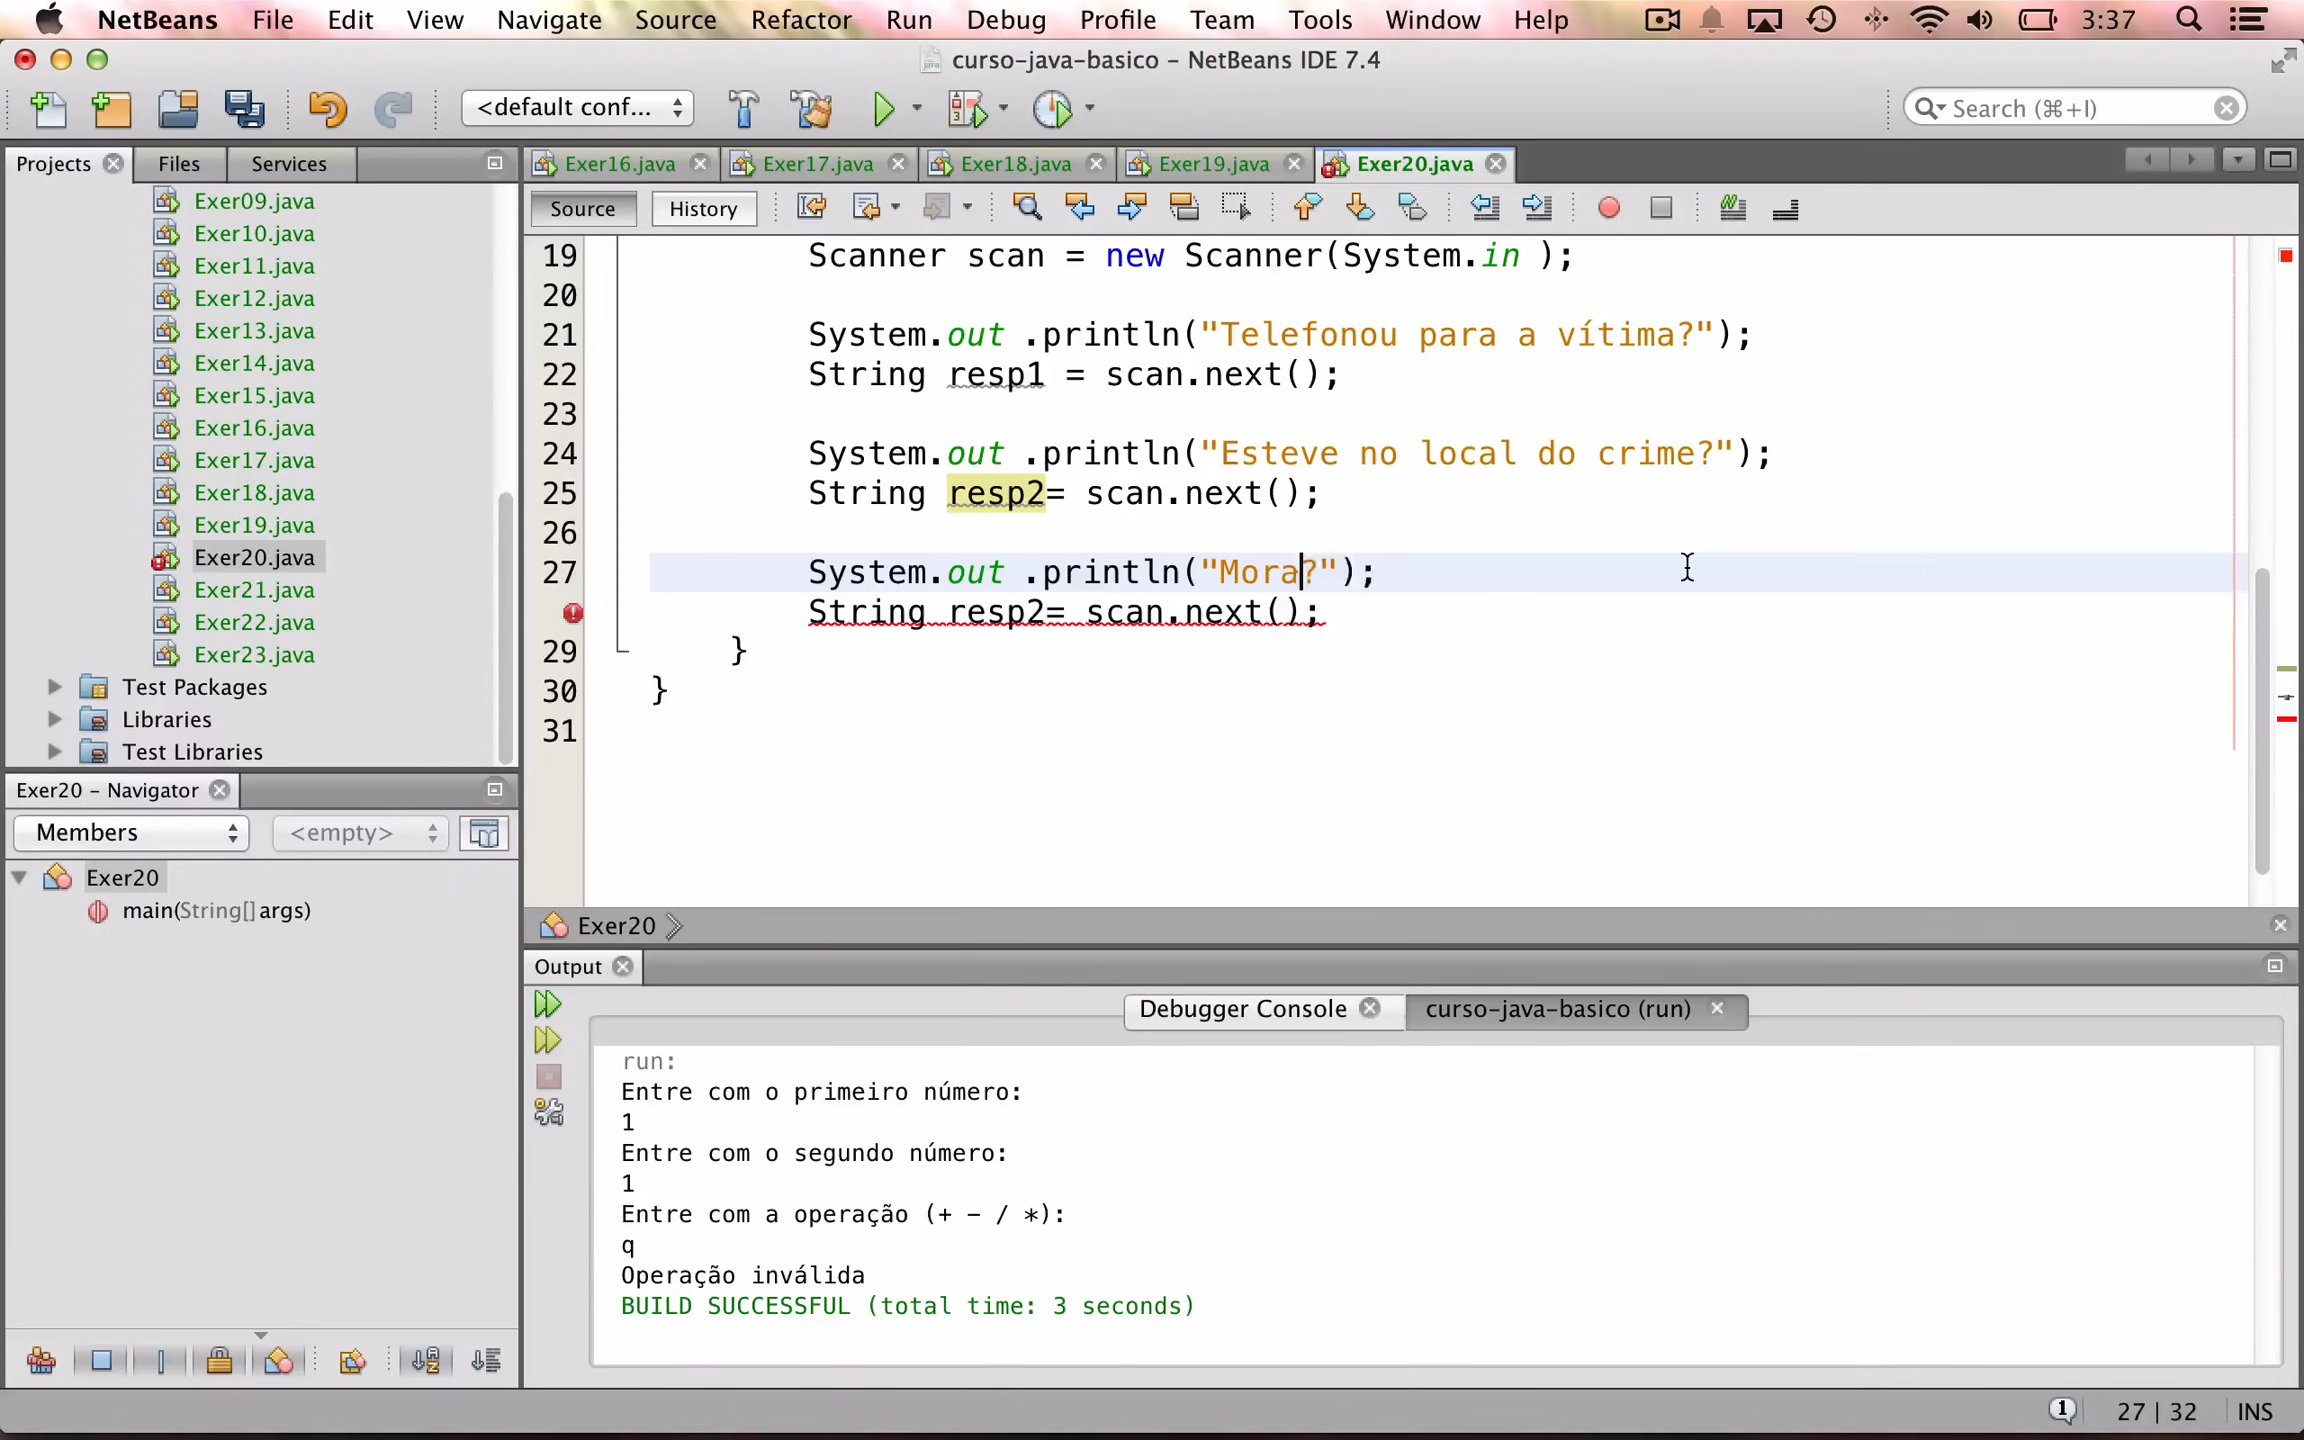 NetBeans File Edit View Navigate Source Refactor Run Debug Profile Team Tools Window Help 3:37
curso-java-basico – NetBeans IDE 7.4
<default conf... Search (⌘+I)
Projects Files Services
Exer16.java Exer17.java Exer18.java Exer19.java Exer20.java
Source History
Exer09.java
Exer10.java
Exer11.java
Exer12.java
Exer13.java
Exer14.java
Exer15.java
Exer16.java
Exer17.java
Exer18.java
Exer19.java
Exer20.java
Exer21.java
Exer22.java
Exer23.java
Test Packages
Libraries
Test Libraries
19 Scanner scan = new Scanner(System.in );
20
21 System.out .println("Telefonou para a vítima?");
22 String resp1 = scan.next();
23
24 System.out .println("Esteve no local do crime?");
25 String resp2= scan.next();
26
27 System.out .println("Mora?");
String resp2= scan.next();
29 }
30 }
31
Exer20 – Navigator
Members <empty>
Exer20
main(String[] args)
Exer20
Output
Debugger Console curso-java-basico (run)
run:
Entre com o primeiro número:
1
Entre com o segundo número:
1
Entre com a operação (+ - / *):
q
Operação inválida
BUILD SUCCESSFUL (total time: 3 seconds)
1 27 | 32 INS